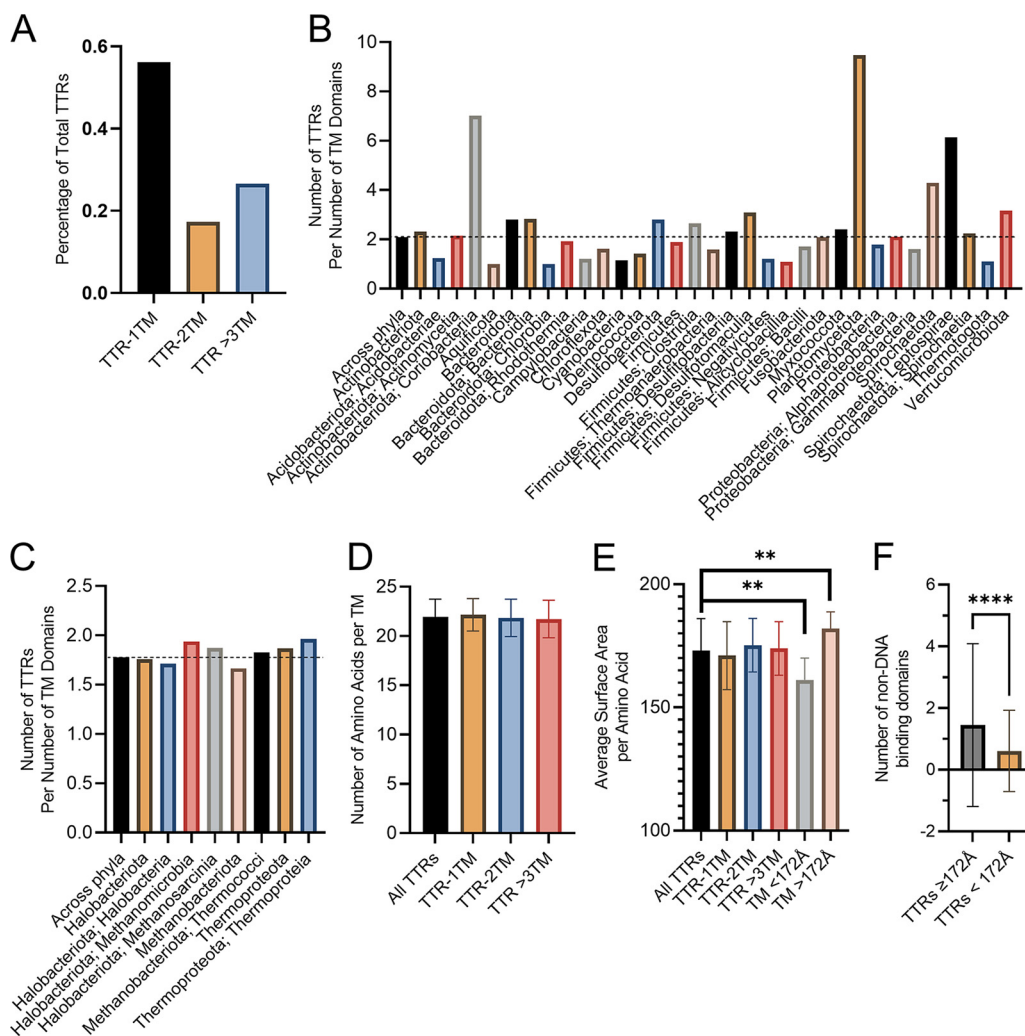 A
Percentage of Total TTRs
0.6
0.4
0.2
0.0
TTR-1TM
TTR-2TM
TTR >3TM
B
Number of TTRs
Per Number of TM Domains
10
8
6
4
2
0
Across phyla
Actinobacteriota
Acidobacteriota; Acidobacteriae
Actinobacteria; Actinomycetia
Actinobacteria; Coriobacteria
Aquificota
Bacteroidota
Bacteroidota; Bacteroidia
Bacteroidota; Chlorobia
Bacteroidota; Rhodothermia
Campylobacteria
Chloroflexota
Cyanobacteria
Deinococcota
Desulfobacterota
Firmicutes
Firmicutes; Clostridia
Firmicutes; Thermoanaerobacteria
Firmicutes; Desulfitobacteriia
Firmicutes; Desulfotomaculia
Firmicutes; Negativicutes
Firmicutes; Alicyclobacillia
Firmicutes; Bacilli
Fusobacteriota
Myxococcota
Planctomycetota
Proteobacteria
Proteobacteria; Alphaproteobacteria
Proteobacteria; Gammaproteobacteria
Spirochaetota
Spirochaetota; Leptospirae
Spirochaetota; Spirochaetia
Thermotogota
Verrucomicrobiota
C
Number of TTRs
Per Number of TM Domains
2.5
2.0
1.5
1.0
0.5
0.0
Across phyla
Halobacteriota
Halobacteriota; Halobacteria
Halobacteriota; Methanomicrobia
Halobacteriota; Methanosarcinia
Methanobacteriota
Methanobacteriota; Thermococci
Thermoproteota
Thermoproteota; Thermoproteia
D
Number of Amino Acids per TM
25
20
15
10
5
0
All TTRs
TTR-1TM
TTR-2TM
TTR >3TM
E
Average Surface Area
per Amino Acid
200
150
100
**
**
All TTRs
TTR-1TM
TTR-2TM
TTR >3TM
TM <172Å
TM >172Å
F
Number of non-DNA
binding domains
6
4
2
0
-2
****
TTRs ≥172Å
TTRs < 172Å